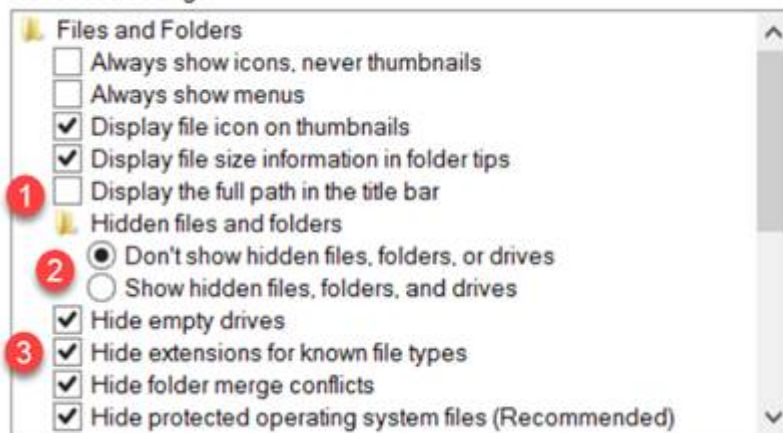 Files and Folders
Always show icons, never thumbnails
Always show menus
Display file icon on thumbnails
Display file size information in folder tips
1 Display the full path in the title bar
Hidden files and folders
2 Don't show hidden files, folders, or drives
Show hidden files, folders, and drives
Hide empty drives
3 Hide extensions for known file types
Hide folder merge conflicts
Hide protected operating system files (Recommended)